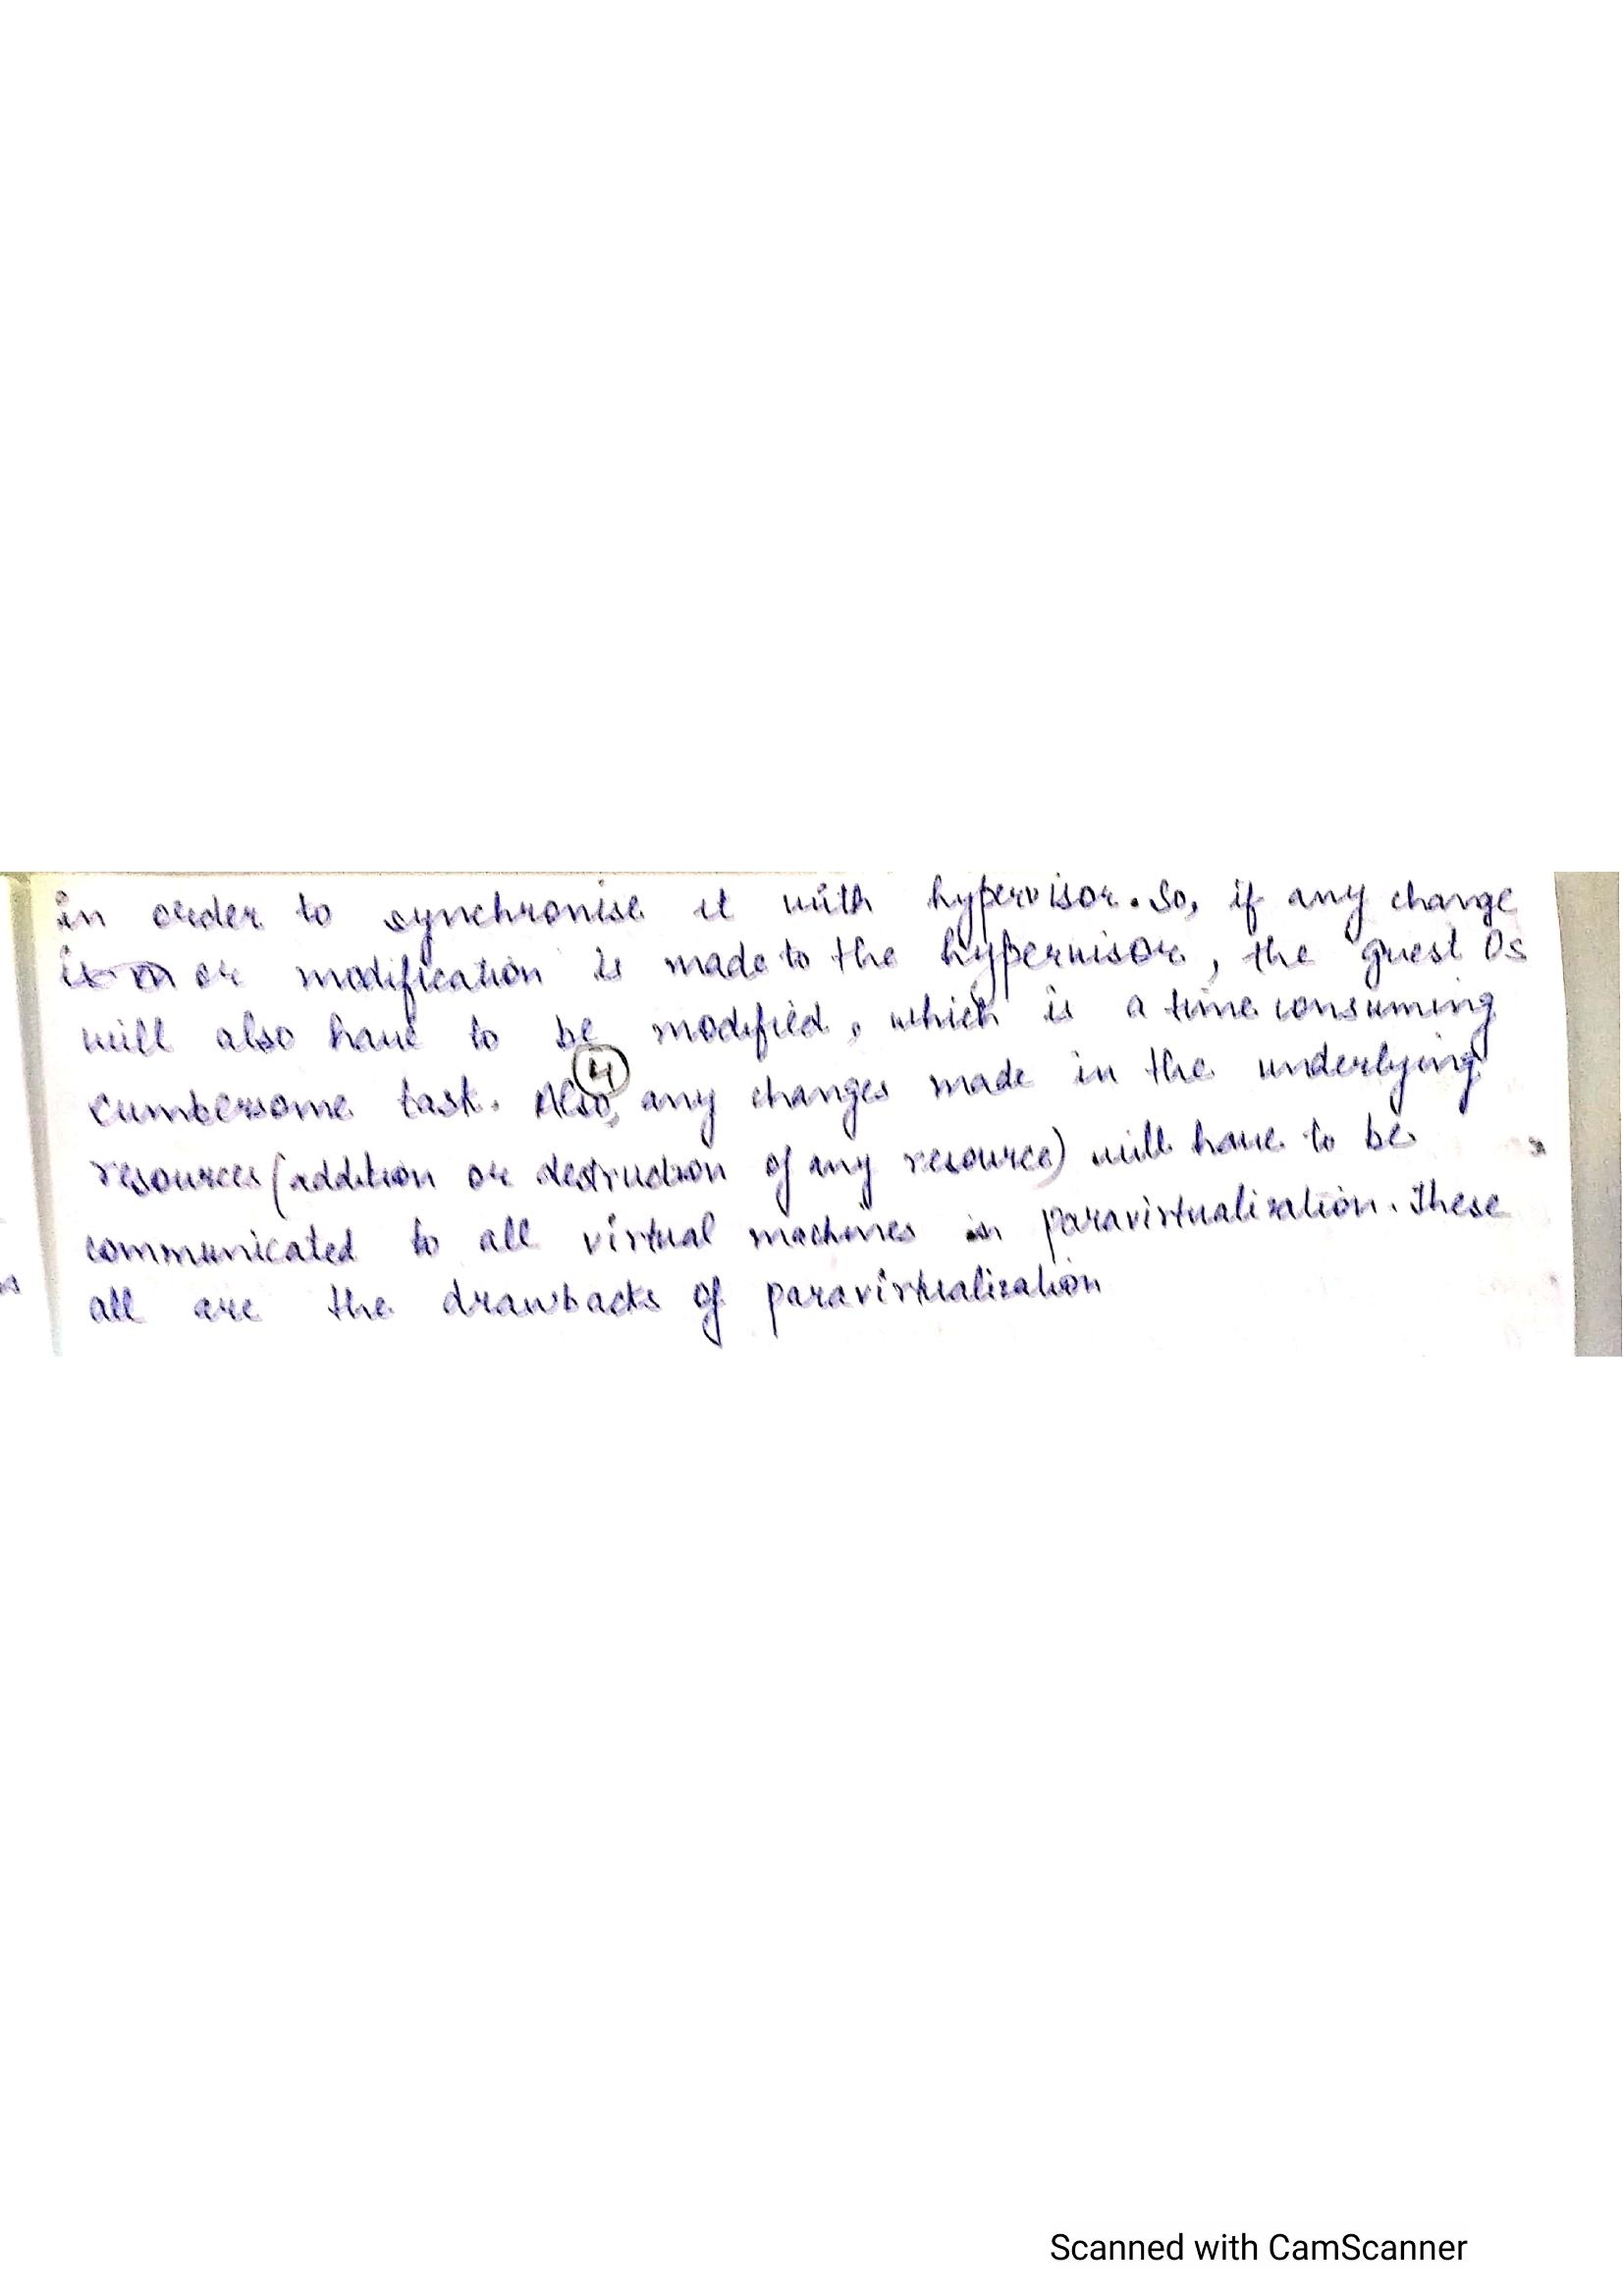 in order to synchronise it with hypervisor. So, if any change
is m or modification is made to the hypervisor, the guest Os
will also have to be modified, which is a time consuming
4
cumbersome task. Also, any changes made in the underlying
resources (addition or destruction of any resource) will have to be
communicated to all virtual machines in paravirtualization. These
all are the drawbacks of paravirtualization
Scanned with CamScanner